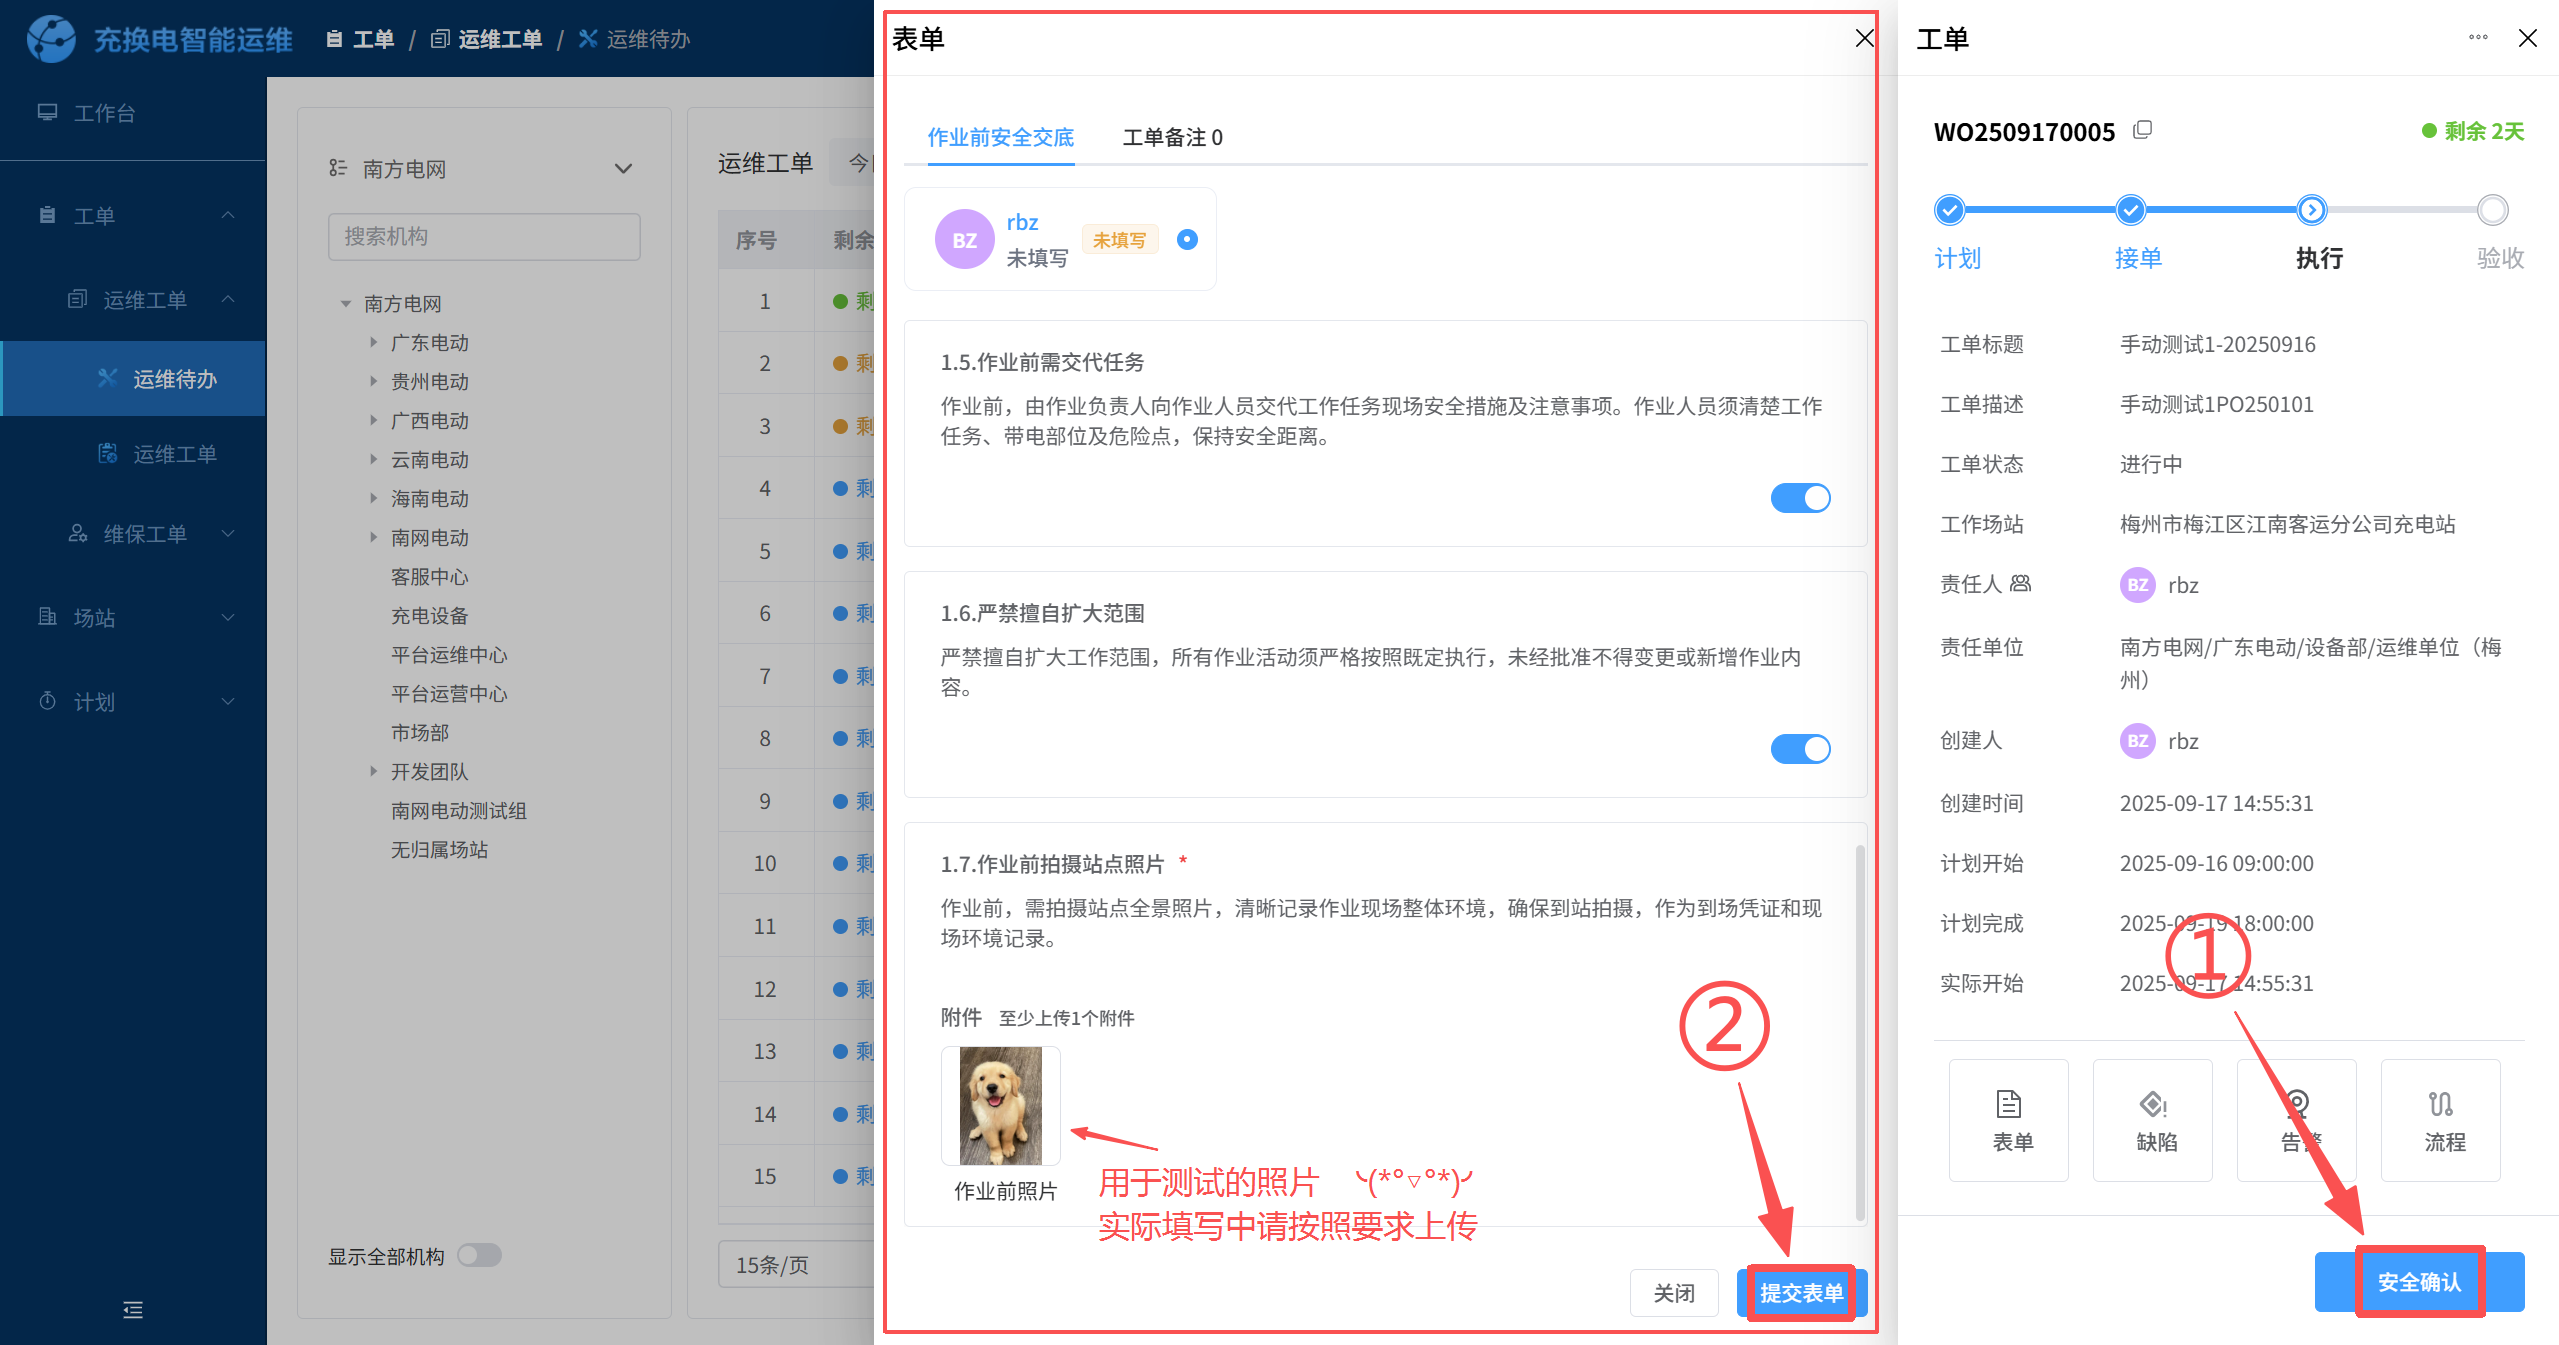 充换电智能运维
工单 / 运维工单 / 运维待办
工作台
工单
运维工单
运维待办
运维工单
维保工单
场站
计划
南方电网
搜索机构
南方电网
广东电动
贵州电动
广西电动
云南电动
海南电动
南网电动
客服中心
充电设备
平台运维中心
平台运营中心
市场部
开发团队
南网电动测试组
无归属场站
显示全部机构
运维工单
序号 剩余
1 剩
2 剩
3 剩
4 剩
5 剩
6 剩
7 剩
8 剩
9 剩
10 剩
11 剩
12 剩
13 剩
14 剩
15 剩
15条/页
表单
作业前安全交底 工单备注 0
BZ
rbz
未填写
未填写
1.5.作业前需交代任务
作业前，由作业负责人向作业人员交代工作任务现场安全措施及注意事项。作业人员须清楚工作
任务、带电部位及危险点，保持安全距离。
1.6.严禁擅自扩大范围
严禁擅自扩大工作范围，所有作业活动须严格按照既定执行，未经批准不得变更或新增作业内
容。
1.7.作业前拍摄站点照片 *
作业前，需拍摄站点全景照片，清晰记录作业现场整体环境，确保到站拍摄，作为到场凭证和现
场环境记录。
附件 至少上传1个附件
作业前照片
用于测试的照片 ╰(*°▽°*)╯
实际填写中请按照要求上传
②
关闭
提交表单
工单
WO2509170005
剩余 2天
计划
接单
执行
验收
工单标题 手动测试1-20250916
工单描述 手动测试1PO250101
工单状态 进行中
工作场站 梅州市梅江区江南客运分公司充电站
责任人 BZ rbz
责任单位 南方电网/广东电动/设备部/运维单位（梅
州）
创建人 BZ rbz
创建时间 2025-09-17 14:55:31
计划开始 2025-09-16 09:00:00
计划完成 2025-09-19 18:00:00
实际开始 2025-09-17 14:55:31
①
表单
缺陷
告警
流程
安全确认